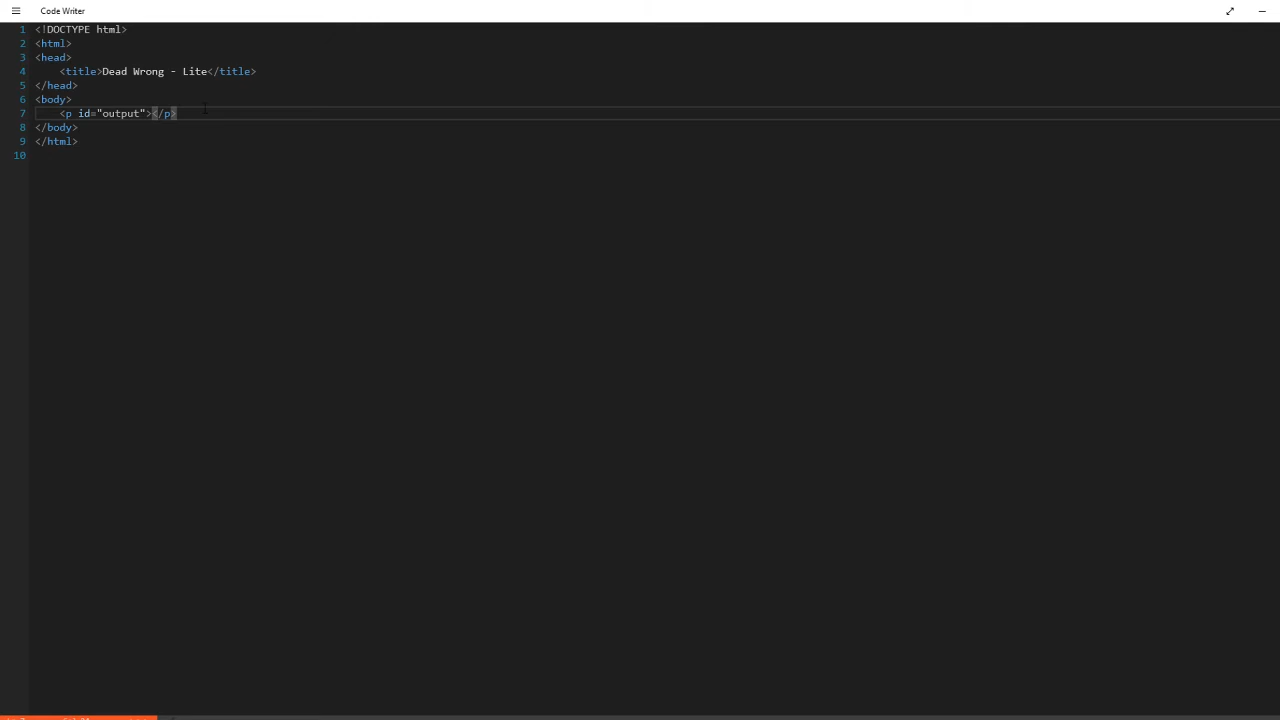 Code Writer
1 <!DOCTYPE html>
2 <html>
3 <head>
4 <title>Dead Wrong - Lite</title>
5 </head>
6 <body>
7 <p id="output"></p>
8 </body>
9 </html>
10